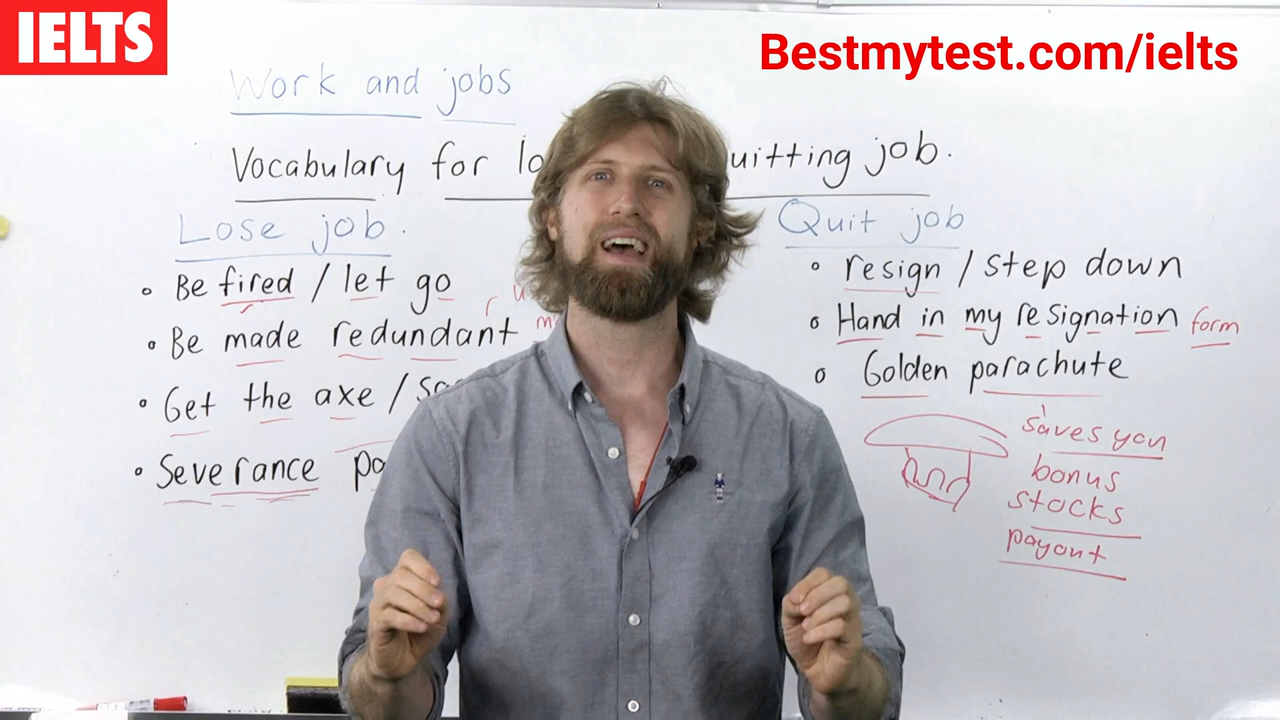 IELTS
Bestmytest.com/ielts
Work and jobs
Vocabulary for lo uitting job.
Lose job.
• Be fired / let go
• Be made redundant
• Get the axe / sa
• Severance pa
Quit job
• resign / step down
• Hand in my resignation form
• Golden parachute
saves you
bonus
stocks
payout